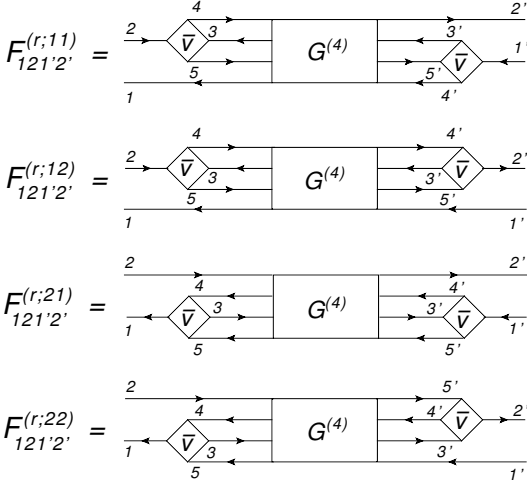 4 2'
2 3 3' 1'
F^{(r;11)}_{121'2'} = v̄ G^{(4)} v̄
5 5'
1 4'
4 4'
2 2'
F^{(r;12)}_{121'2'} = v̄ 3 G^{(4)} 3' v̄
5 5'
1 1'
2 2'
4 4'
F^{(r;21)}_{121'2'} = v̄ 3 G^{(4)} 3' v̄
1 1'
5 5'
2 5'
4 4' 2'
F^{(r;22)}_{121'2'} = v̄ G^{(4)} v̄
1 3 3'
5 1'